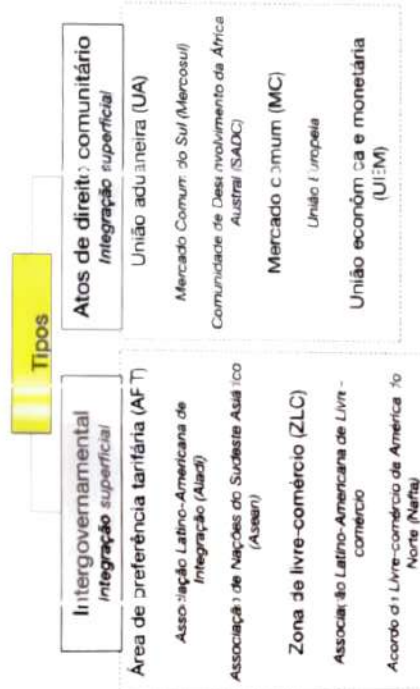 Tipos
Intergovernamental
Integração superficial
Área de preferência tarifária (AFT)
Associação Latino-Americana de
Integração (Aladi)
Associação de Nações do Sudeste Asiático
(Asean)
Zona de livre-comércio (ZLC)
Associação Latino-Americana de Livre-
comércio
Acordo de Livre-comércio da América do
Norte (Nafta)
Atos de direito comunitário
Integração superficial
União aduaneira (UA)
Mercado Comum do Sul (Mercosul)
Comunidade de Desenvolvimento da África
Austral (SADC)
Mercado comum (MC)
União Europeia
União econômica e monetária
(UEM)